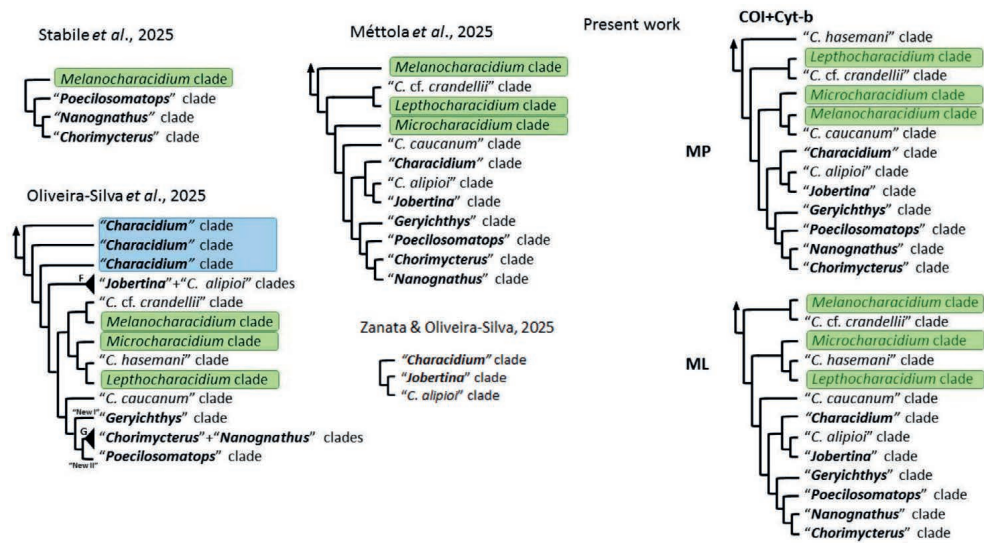 Stabile et al., 2025
Melanocharacidium clade
“Poecilosomatops” clade
“Nanognathus” clade
“Chorimycterus” clade
Oliveira-Silva et al., 2025
“Characidium” clade
“Characidium” clade
“Characidium” clade
F
“Jobertina”+“C. alipioi” clades
“C. cf. crandellii” clade
Melanocharacidium clade
Microcharacidium clade
“C. hasemani” clade
Lepthocharacidium clade
“C. caucanum” clade
"New I"
“Geryichthys” clade
G
“Chorimycterus”+“Nanognathus” clades
“Poecilosomatops” clade
"New II"
Méttola et al., 2025
Melanocharacidium clade
“C. cf. crandellii” clade
Lepthocharacidium clade
Microcharacidium clade
“C. caucanum” clade
“Characidium” clade
“C. alipioi” clade
“Jobertina” clade
“Geryichthys” clade
“Poecilosomatops” clade
“Chorimycterus” clade
“Nanognathus” clade
Zanata & Oliveira-Silva, 2025
“Characidium” clade
“Jobertina” clade
“C. alipioi” clade
Present work
COI+Cyt-b
MP
“C. hasemani” clade
Lepthocharacidium clade
“C. cf. crandellii” clade
Microcharacidium clade
Melanocharacidium clade
“C. caucanum” clade
“Characidium” clade
“C. alipioi” clade
“Jobertina” clade
“Geryichthys” clade
“Poecilosomatops” clade
“Nanognathus” clade
“Chorimycterus” clade
ML
Melanocharacidium clade
“C. cf. crandellii” clade
Microcharacidium clade
“C. hasemani” clade
Lepthocharacidium clade
“C. caucanum” clade
“Characidium” clade
“C. alipioi” clade
“Jobertina” clade
“Geryichthys” clade
“Poecilosomatops” clade
“Nanognathus” clade
“Chorimycterus” clade